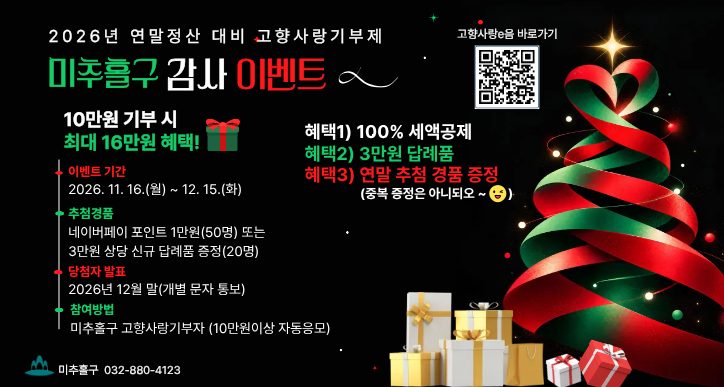 2026년 연말정산 대비 고향사랑기부제
미추홀구 감사 이벤트
고향사랑e음 바로가기
10만원 기부 시
최대 16만원 혜택!
이벤트 기간
2026. 11. 16.(월) ~ 12. 15.(화)
추첨경품
네이버페이 포인트 1만원(50명) 또는
3만원 상당 신규 답례품 증정(20명)
당첨자 발표
2026년 12월 말(개별 문자 통보)
참여방법
미추홀구 고향사랑기부자 (10만원이상 자동응모)
혜택1) 100% 세액공제
혜택2) 3만원 답례품
혜택3) 연말 추첨 경품 증정
(중복 증정은 아니되오 ~😜)
미추홀구 032-880-4123